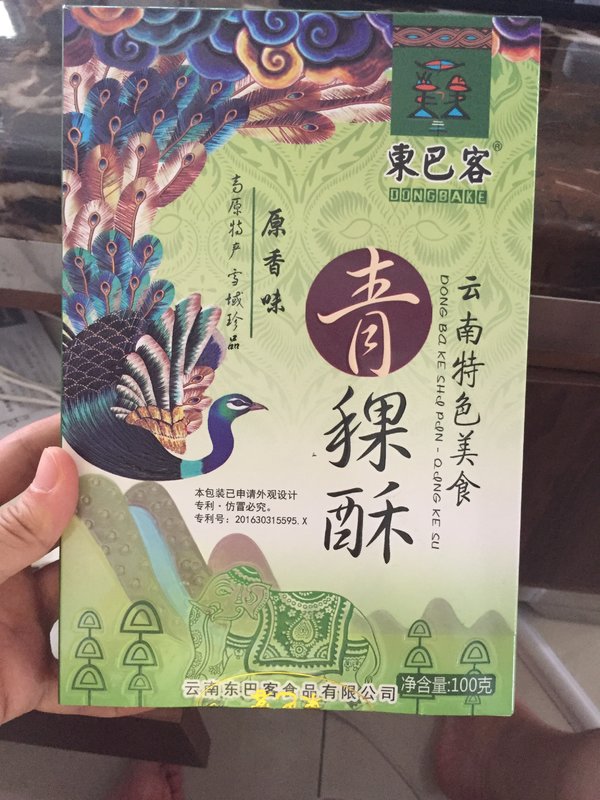 東巴客®
DONGBAKE
原香味
高原特产 雪域珍品
青稞酥
云南特色美食
DONG BA KE SHI PIN - QING KE SU
本包装已申请外观设计
专利·仿冒必究。
专利号：201630315595.X
云南东巴客食品有限公司
净含量:100克